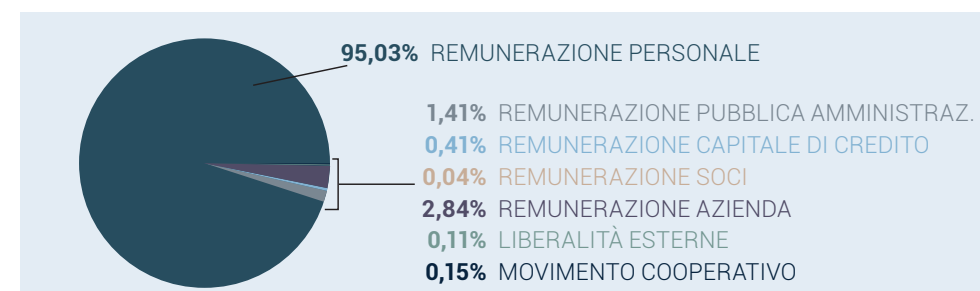 95,03% REMUNERAZIONE PERSONALE
1,41% REMUNERAZIONE PUBBLICA AMMINISTRAZ.
0,41% REMUNERAZIONE CAPITALE DI CREDITO
0,04% REMUNERAZIONE SOCI
2,84% REMUNERAZIONE AZIENDA
0,11% LIBERALITÀ ESTERNE
0,15% MOVIMENTO COOPERATIVO